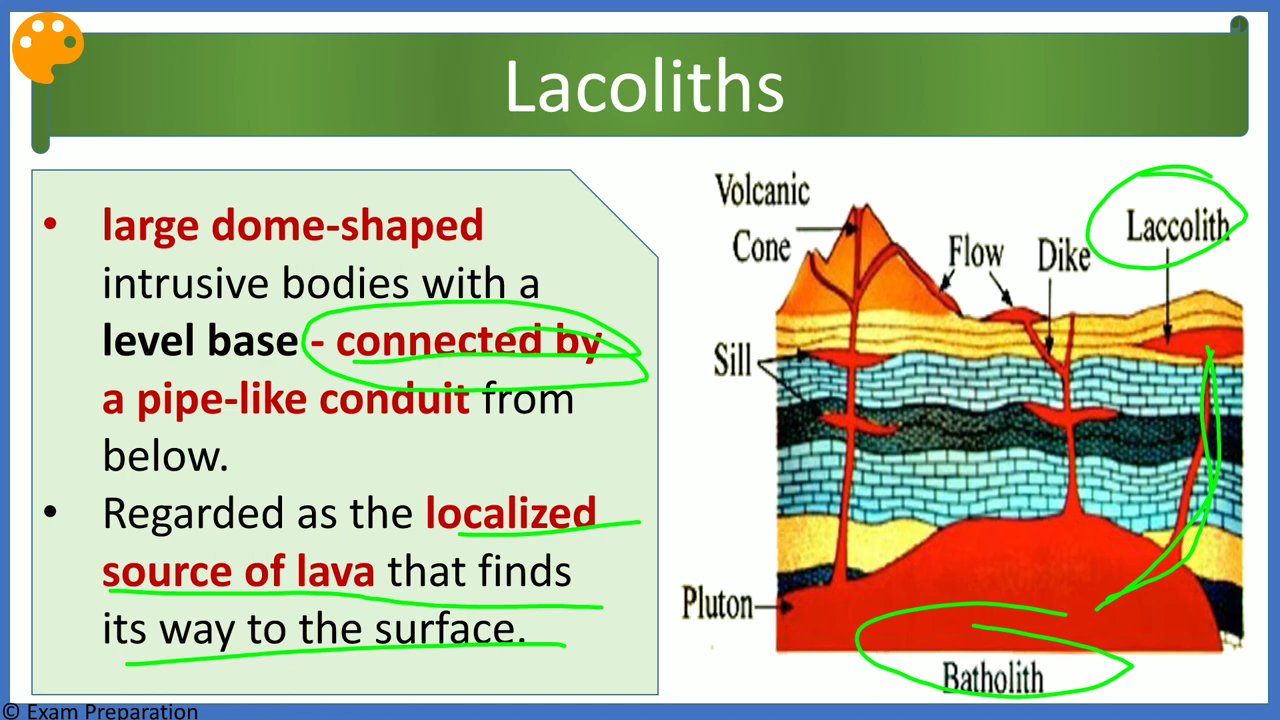 Lacoliths
• large dome-shaped
intrusive bodies with a
level base - connected by
a pipe-like conduit from
below.
• Regarded as the localized
source of lava that finds
its way to the surface.
Volcanic
Cone
Flow
Dike
Laccolith
Sill
Pluton
Batholith
© Exam Preparation